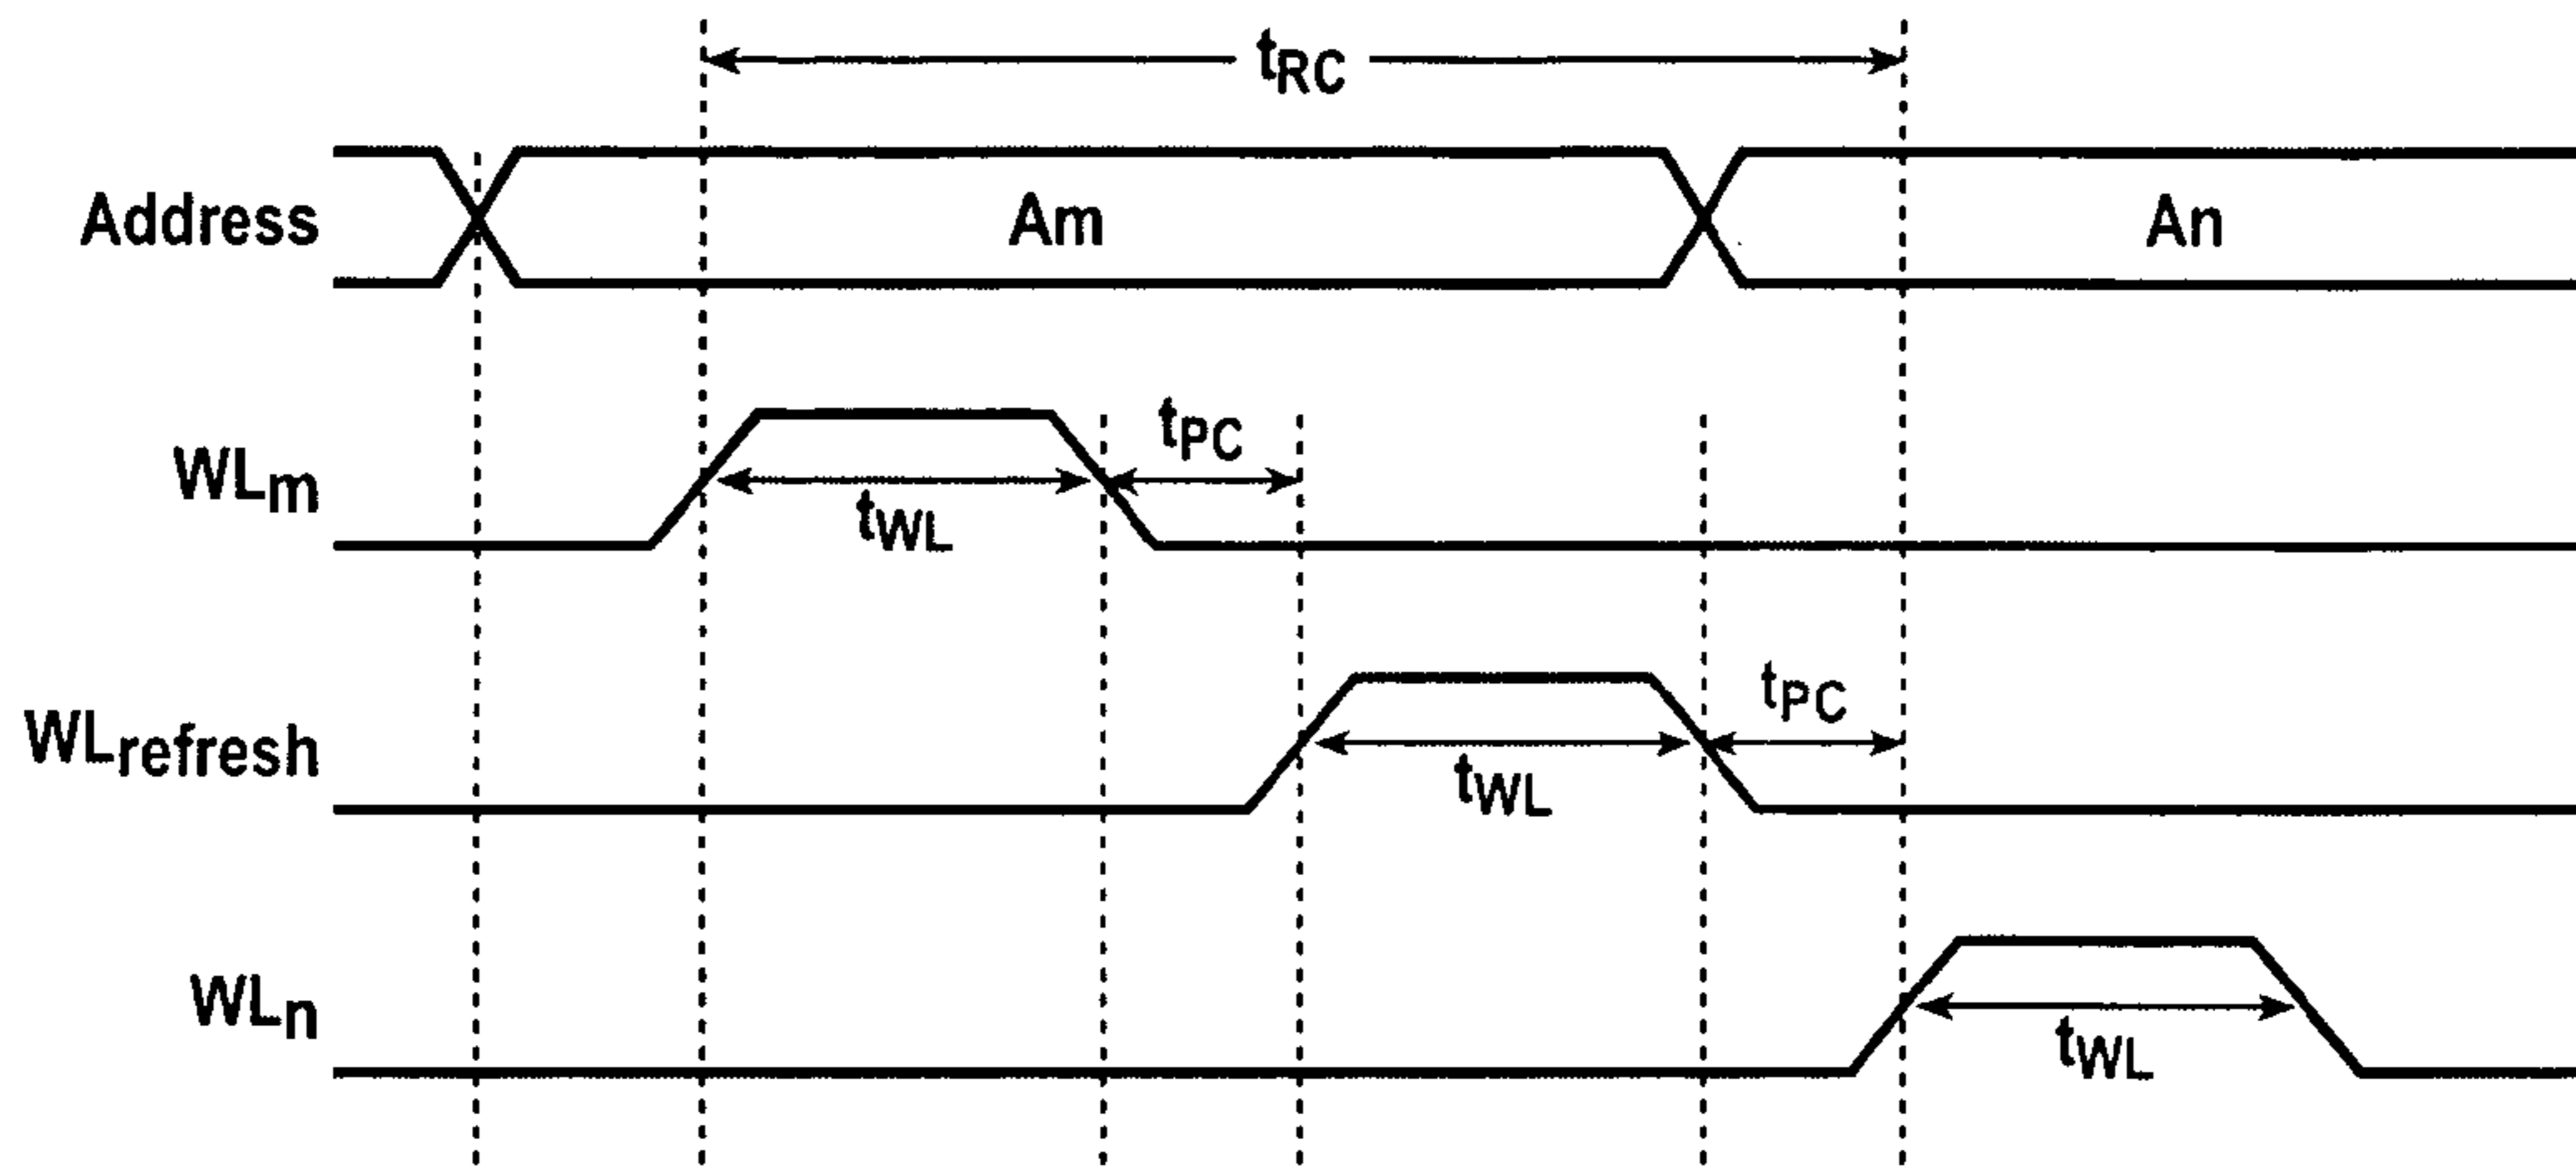 tRC
Address Am An
WLm tWL tPC
WLrefresh tWL tPC
WLn tWL